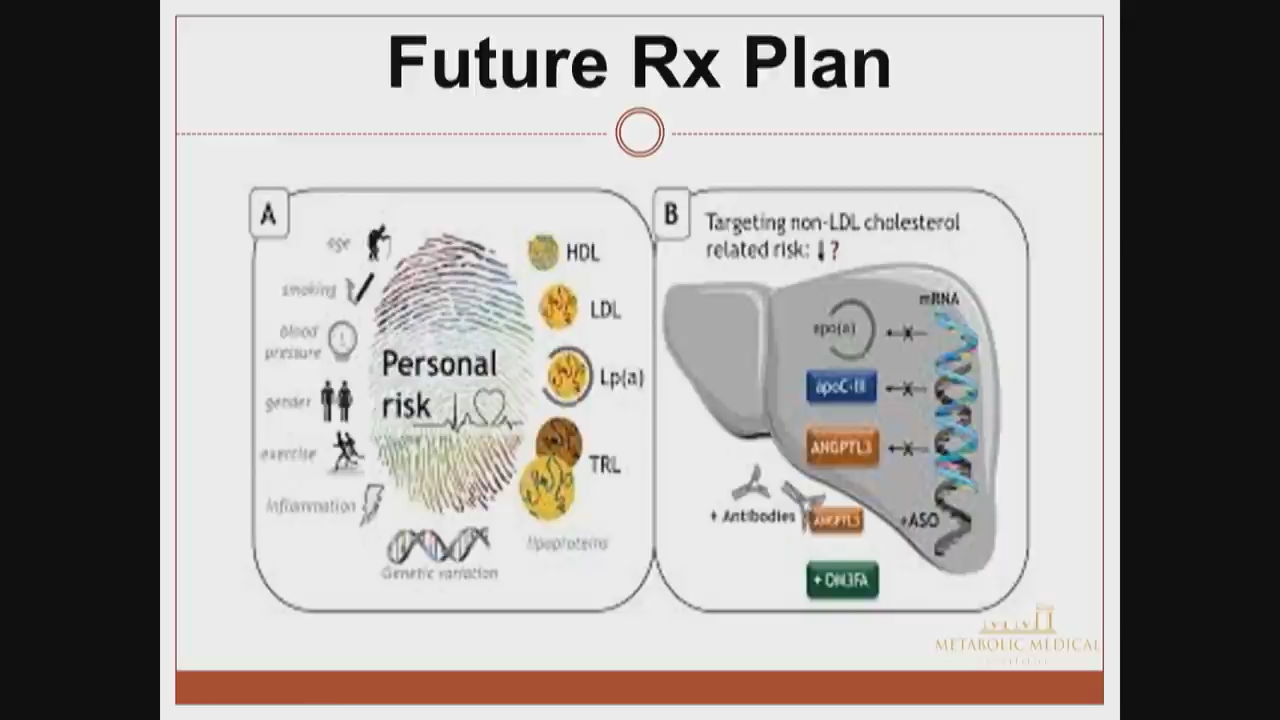 Future Rx Plan
A
age
smoking
blood
pressure
gender
exercise
inflammation
Personal
risk
Genetic variation
HDL
LDL
Lp(a)
TRL
lipoproteins
B
Targeting non-LDL cholesterol
related risk: ↓?
mRNA
apo(a)
apoC-III
ANGPTL3
+ Antibodies
ANGPTL3
+ASO
+ OM3FA
METABOLIC MEDICAL